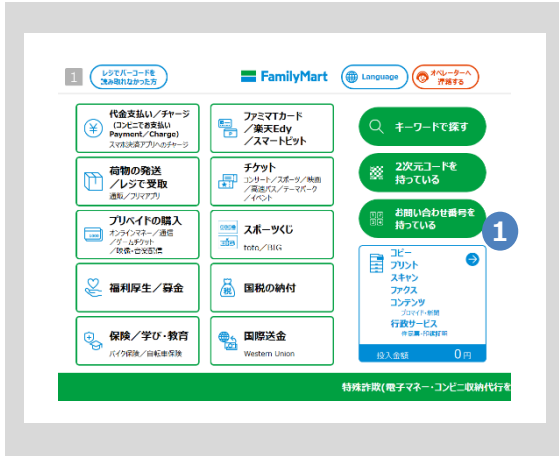 1
レジでバーコードを
読み取れなかった方
FamilyMart
Language
オペレーターへ
連絡する
代金支払い/チャージ
(コンビニでお支払い
Payment/Charge)
スマホ決済アプリへのチャージ
ファミマTカード
/楽天Edy
/スマートピット
キーワードで探す
荷物の発送
/レジで受取
通販/フリマアプリ
チケット
コンサート/スポーツ/映画
/高速バス/テーマパーク
/イベント
2次元コードを
持っている
プリペイドの購入
オンラインマネー/通信
/ゲームチケット
/映像・音楽配信
スポーツくじ
toto/BIG
お問い合わせ番号を
持っている
1
福利厚生/募金
国税の納付
税
コピー
プリント
スキャン
ファクス
コンテンツ
ブロマイド・新聞
行政サービス
住民票・印鑑証明
保険/学び・教育
バイク保険/自転車保険
国際送金
Western Union
投入金額 0円
特殊詐欺(電子マネー・コンビニ収納代行を